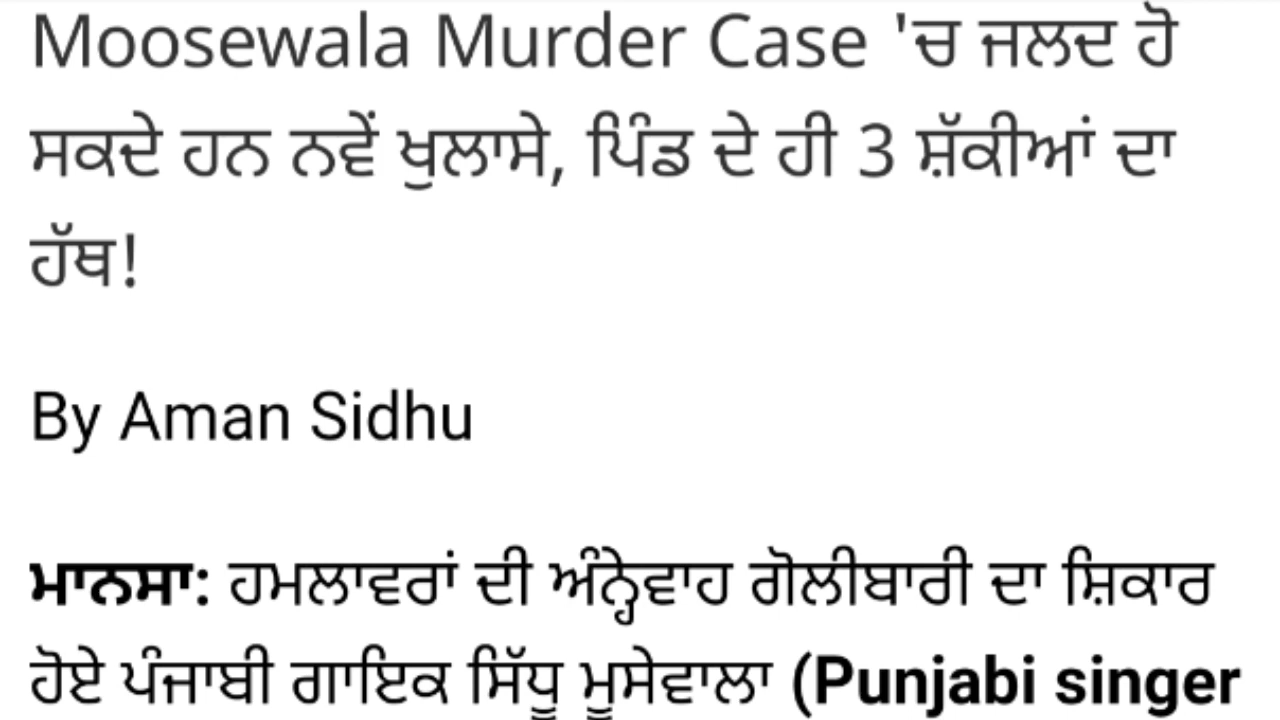 Moosewala Murder Case 'ਚ ਜਲਦ ਹੋ
ਸਕਦੇ ਹਨ ਨਵੇਂ ਖੁਲਾਸੇ, ਪਿੰਡ ਦੇ ਹੀ 3 ਸ਼ੱਕੀਆਂ ਦਾ
ਹੱਥ!
By Aman Sidhu
ਮਾਨਸਾ: ਹਮਲਾਵਰਾਂ ਦੀ ਅੰਨ੍ਹੇਵਾਹ ਗੋਲੀਬਾਰੀ ਦਾ ਸ਼ਿਕਾਰ
ਹੋਏ ਪੰਜਾਬੀ ਗਾਇਕ ਸਿੱਧੂ ਮੂਸੇਵਾਲਾ (Punjabi singer